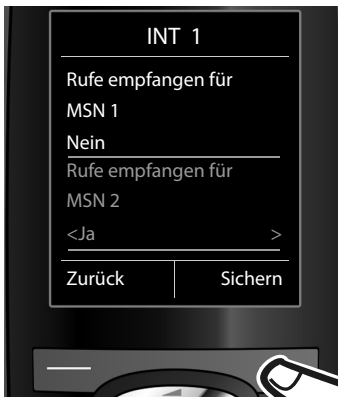 INT 1
Rufe empfangen für
MSN 1
Nein
Rufe empfangen für
MSN 2
<Ja >
Zurück Sichern